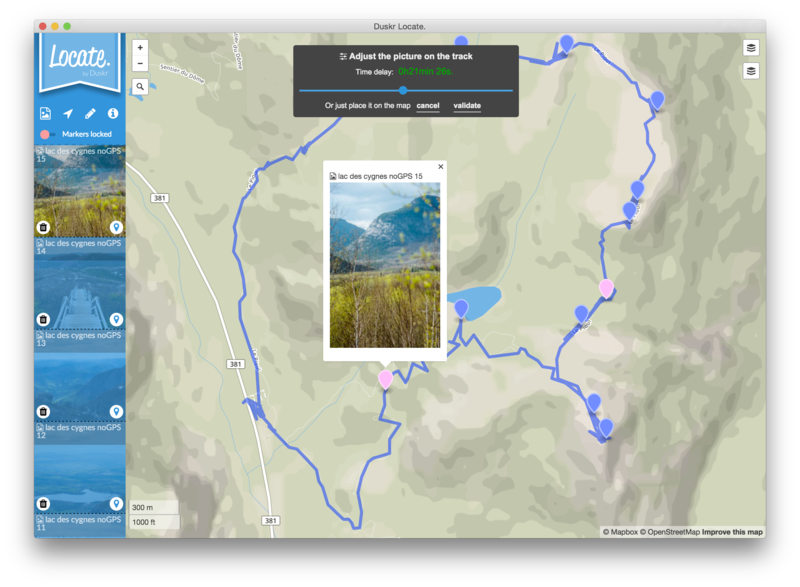 Duskr Locate.
Locate.
by Duskr
Markers locked
lac des cygnes noGPS
15
lac des cygnes noGPS
14
lac des cygnes noGPS
13
lac des cygnes noGPS
12
lac des cygnes noGPS
11
+
−
Sentier du Dôme
Adjust the picture on the track
Time delay: 0h21min 26s.
Or just place it on the map cancel validate
lac des cygnes noGPS 15
×
381
381
381
300 m
1000 ft
© Mapbox © OpenStreetMap Improve this map